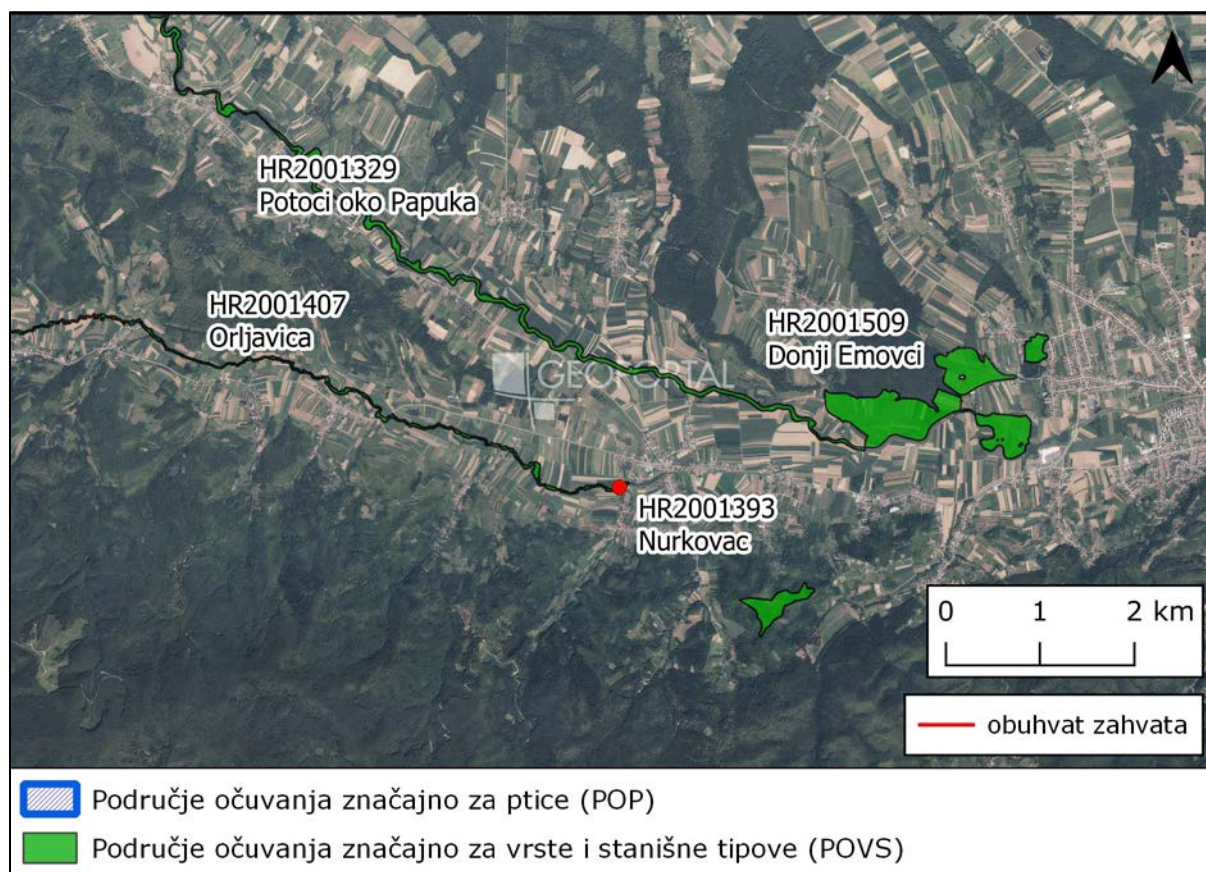 HR2001329
Potoci oko Papuka
HR2001407
Orljavica
HR2001509
Donji Emovci
GEOPORTAL
HR2001393
Nurkovac
0 1 2 km
obuhvat zahvata
Područje očuvanja značajno za ptice (POP)
Područje očuvanja značajno za vrste i stanišne tipove (POVS)